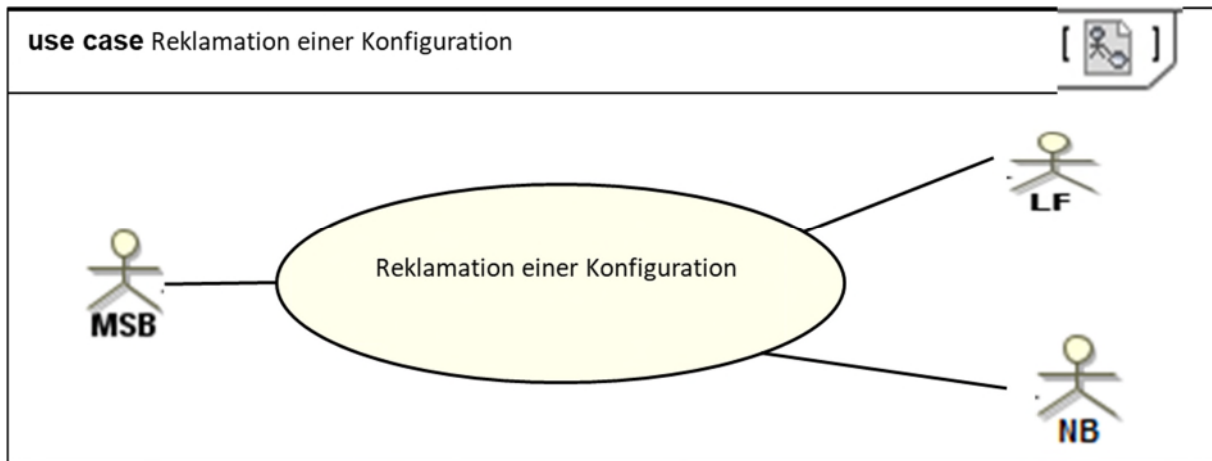 use case Reklamation einer Konfiguration
LF
Reklamation einer Konfiguration
MSB
NB